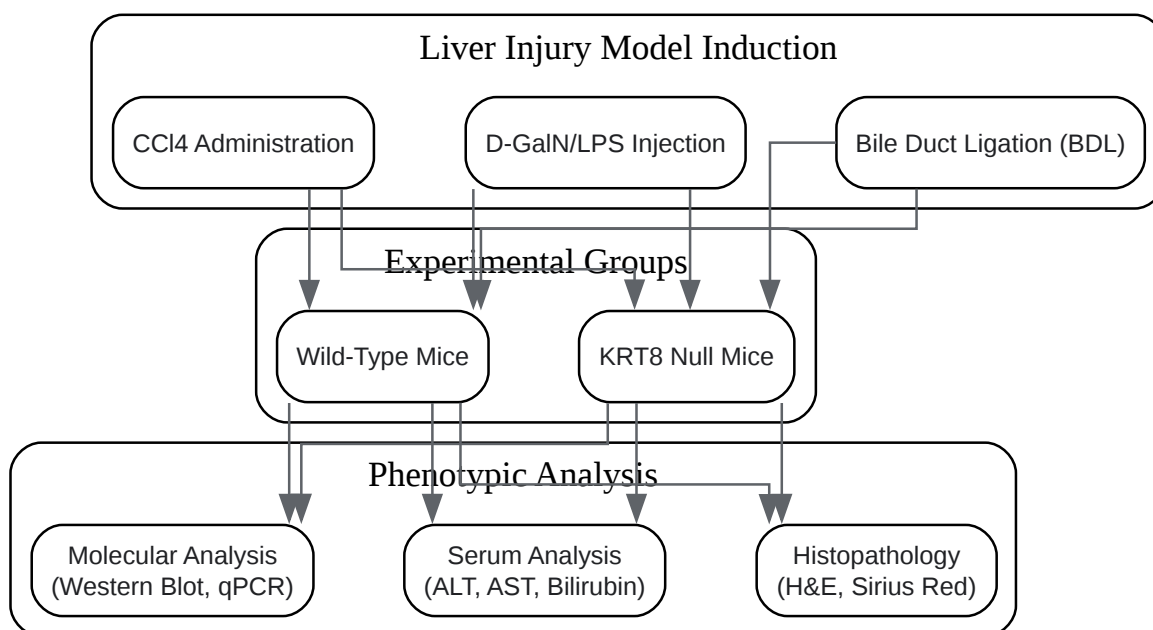 Liver Injury Model Induction
CCl4 Administration
D-GalN/LPS Injection
Bile Duct Ligation (BDL)
Experimental Groups
Wild-Type Mice
KRT8 Null Mice
Phenotypic Analysis
Molecular Analysis
(Western Blot, qPCR)
Serum Analysis
(ALT, AST, Bilirubin)
Histopathology
(H&E, Sirius Red)